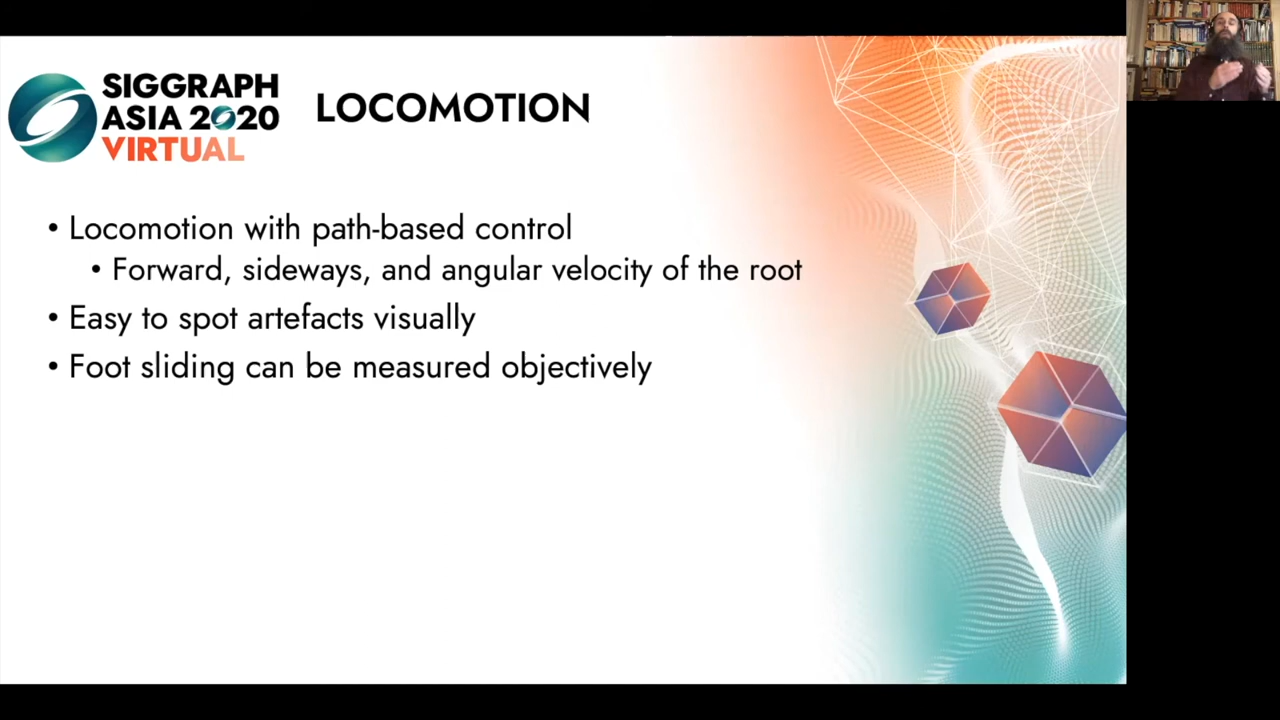 SIGGRAPH
ASIA 2020
VIRTUAL
LOCOMOTION
• Locomotion with path-based control
• Forward, sideways, and angular velocity of the root
• Easy to spot artefacts visually
• Foot sliding can be measured objectively